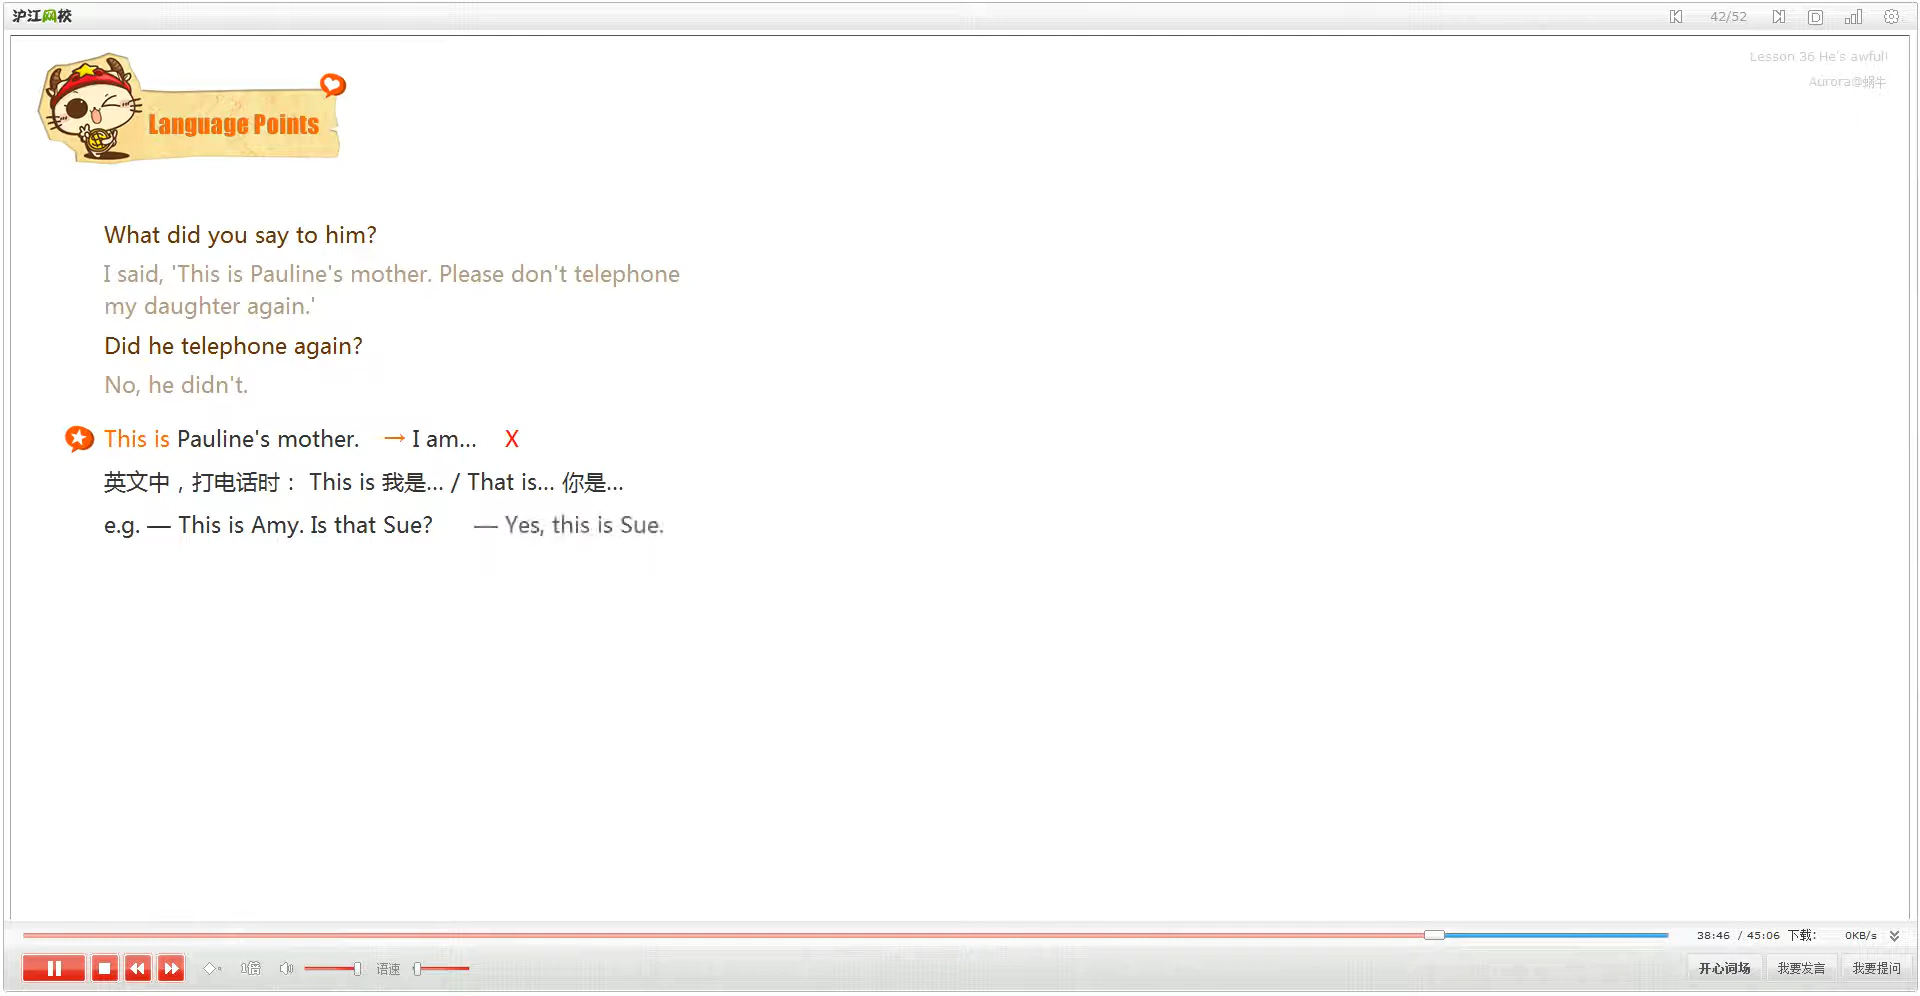 沪江网校
42/52
Lesson 36 He's awful!
Aurora@蜗牛
Language Points
What did you say to him?
I said, 'This is Pauline's mother. Please don't telephone
my daughter again.'
Did he telephone again?
No, he didn't.
This is Pauline's mother. → I am... X
英文中，打电话时： This is 我是... / That is... 你是...
e.g. — This is Amy. Is that Sue? — Yes, this is Sue.
38:46 / 45:06 下载: 0KB/s
1倍 语速 开心词场 我要发言 我要提问